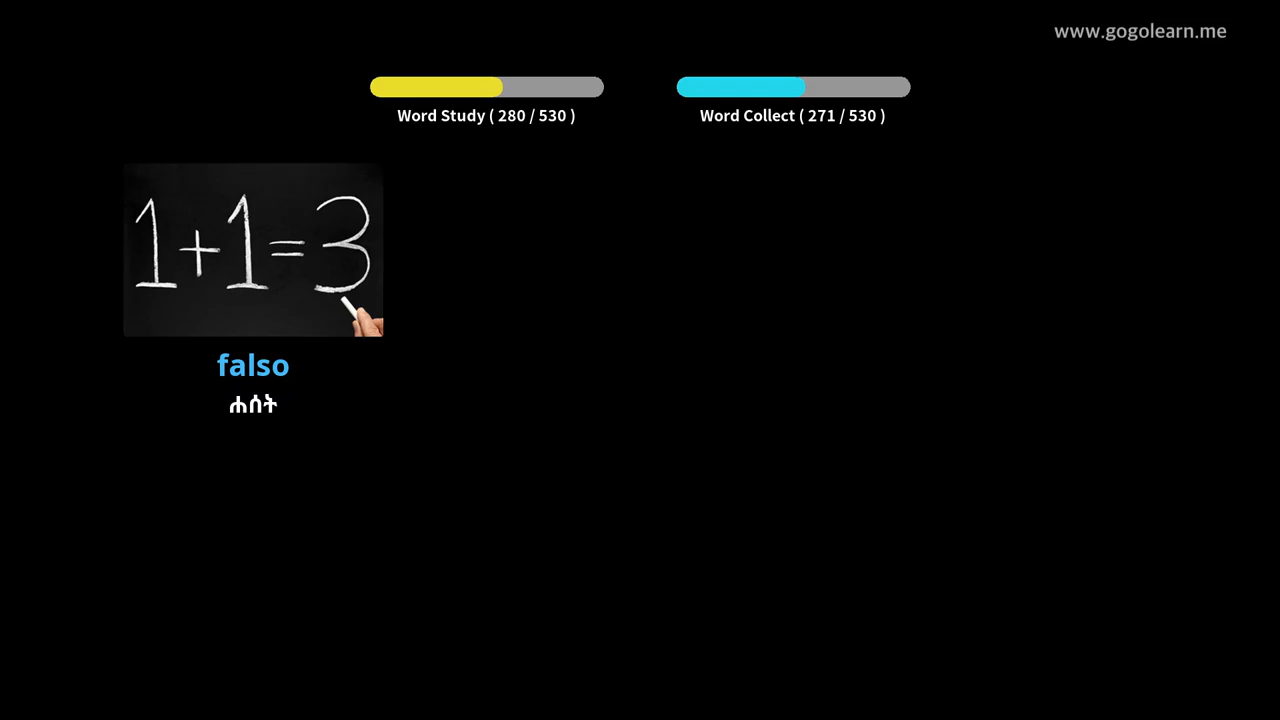 www.gogolearn.me
Word Study ( 280 / 530 )
Word Collect ( 271 / 530 )
1+1=3
falso
ሐሰት